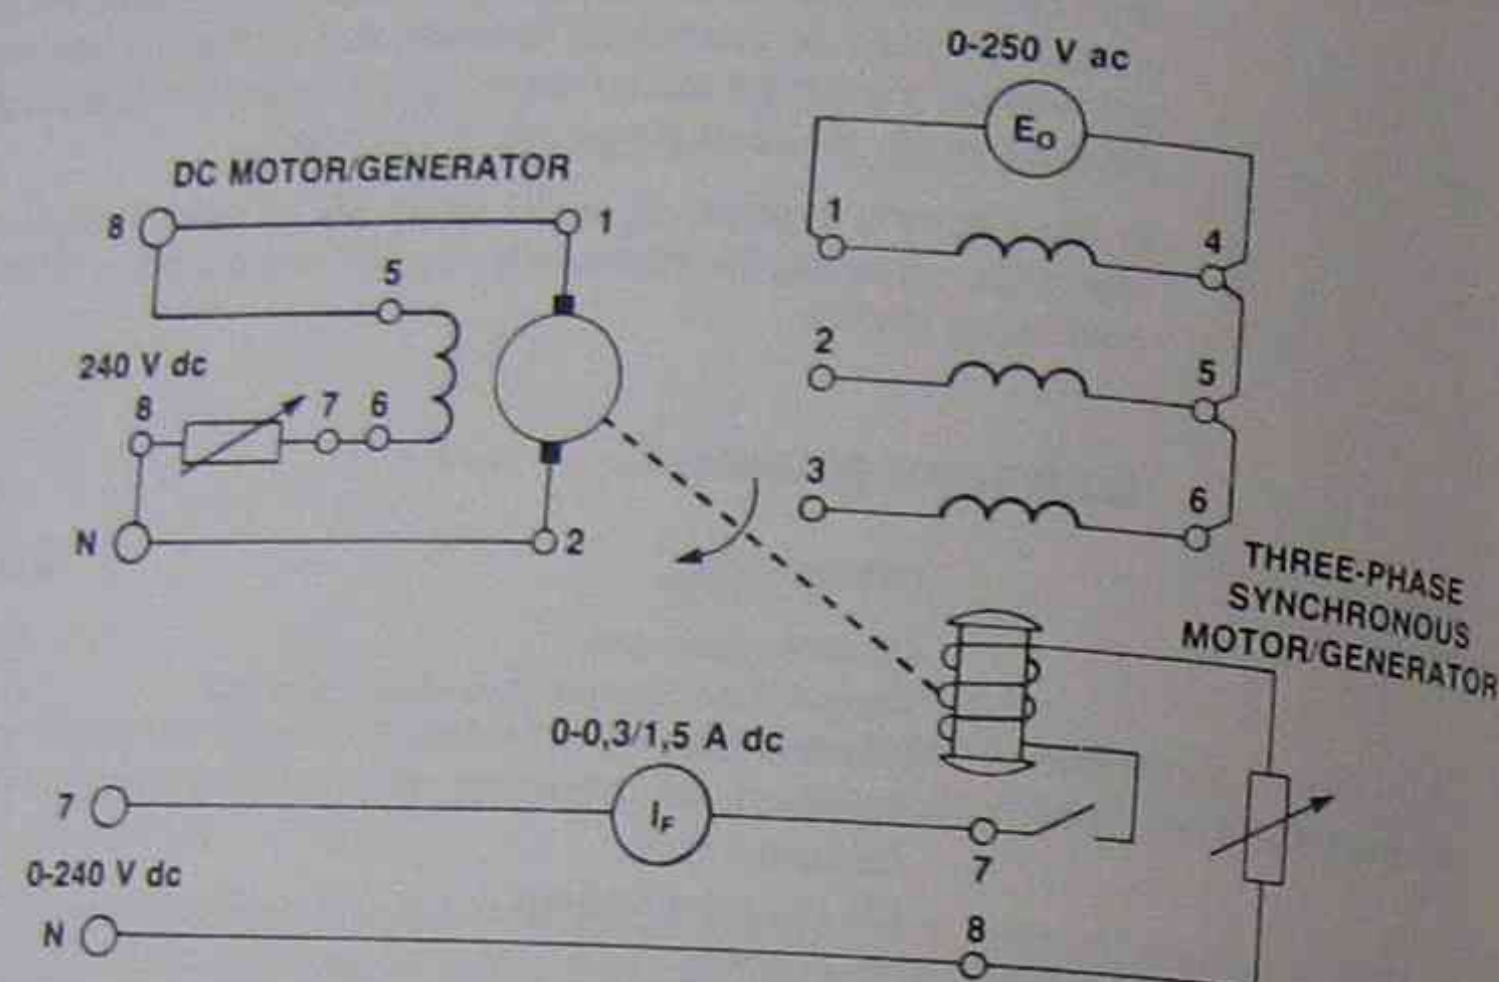 0-250 V ac
E_O
DC MOTOR/GENERATOR
8
1
5
240 V dc
8
7
6
N
2
1
4
2
5
3
6
THREE-PHASE
SYNCHRONOUS
MOTOR/GENERATOR
0-0,3/1,5 A dc
7
I_F
7
0-240 V dc
N
8